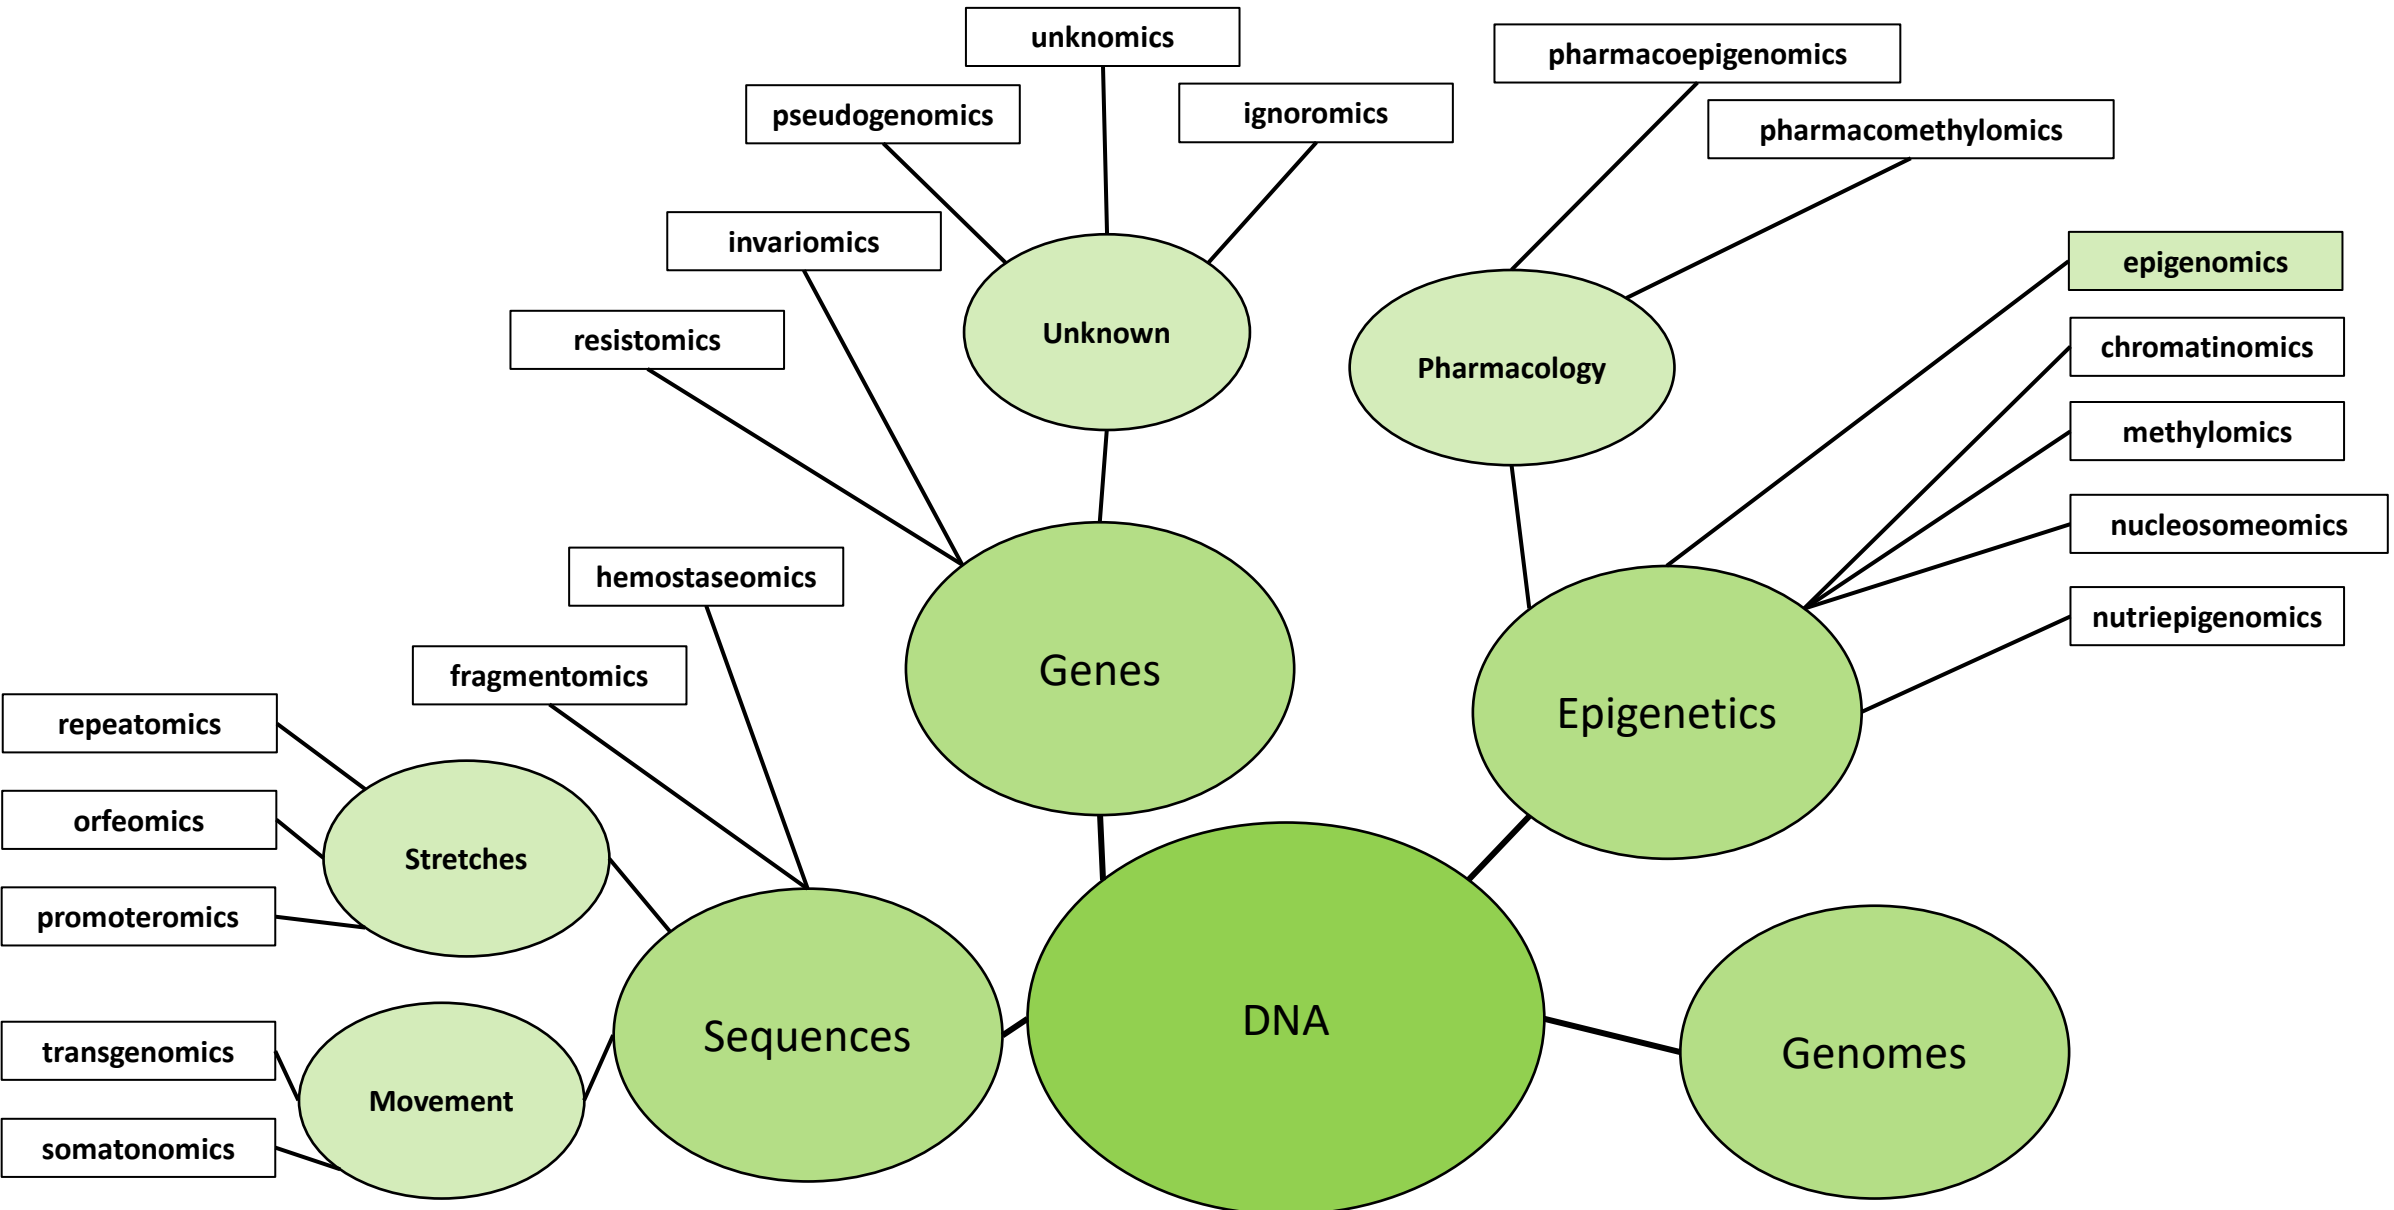 unknomics
pharmacoepigenomics
pseudogenomics
ignoromics
pharmacomethylomics
invariomics
epigenomics
resistomics
Unknown
chromatinomics
Pharmacology
methylomics
nucleosomeomics
hemostaseomics
nutriepigenomics
Genes
fragmentomics
Epigenetics
repeatomics
orfeomics
Stretches
promoteromics
DNA
Sequences
transgenomics
Genomes
Movement
somatonomics